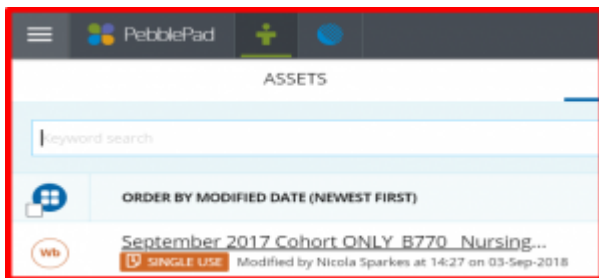 PebblePad
ASSETS
Keyword search
ORDER BY MODIFIED DATE (NEWEST FIRST)
Wb
September 2017 Cohort ONLY B770 Nursing...
SINGLE USE Modified by Nicola Sparkes at 14:27 on 03-Sep-2018